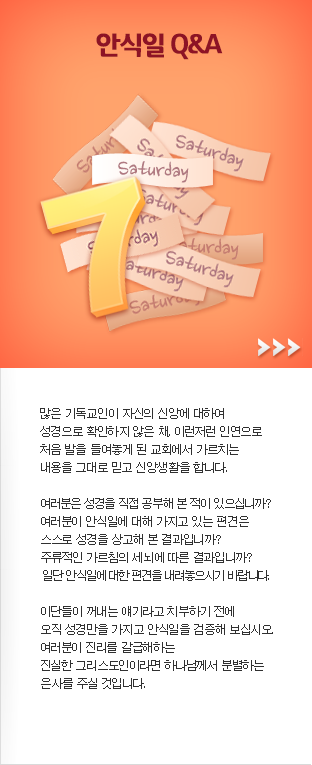 안식일 Q&A
Saturday
Saturday
Saturday
Saturday
Saturday
Saturday
Saturday
Saturday
Saturday
7
많은 기독교인이 자신의 신앙에 대하여
성경으로 확인하지 않은 채, 이런저런 인연으로
처음 발을 들여놓게 된 교회에서 가르치는
내용을 그대로 믿고 신앙생활을 합니다.
여러분은 성경을 직접 공부해 본 적이 있으십니까?
여러분이 안식일에 대해 가지고 있는 편견은
스스로 성경을 상고해 본 결과입니까?
주류적인 가르침의 세뇌에 따른 결과입니까?
일단 안식일에 대한 편견을 내려놓으시기 바랍니다.
이단들이 꺼내는 얘기라고 치부하기 전에
오직 성경만을 가지고 안식일을 검증해 보십시오.
여러분이 진리를 갈급해하는
진실한 그리스도인이라면 하나님께서 분별하는
은사를 주실 것입니다.